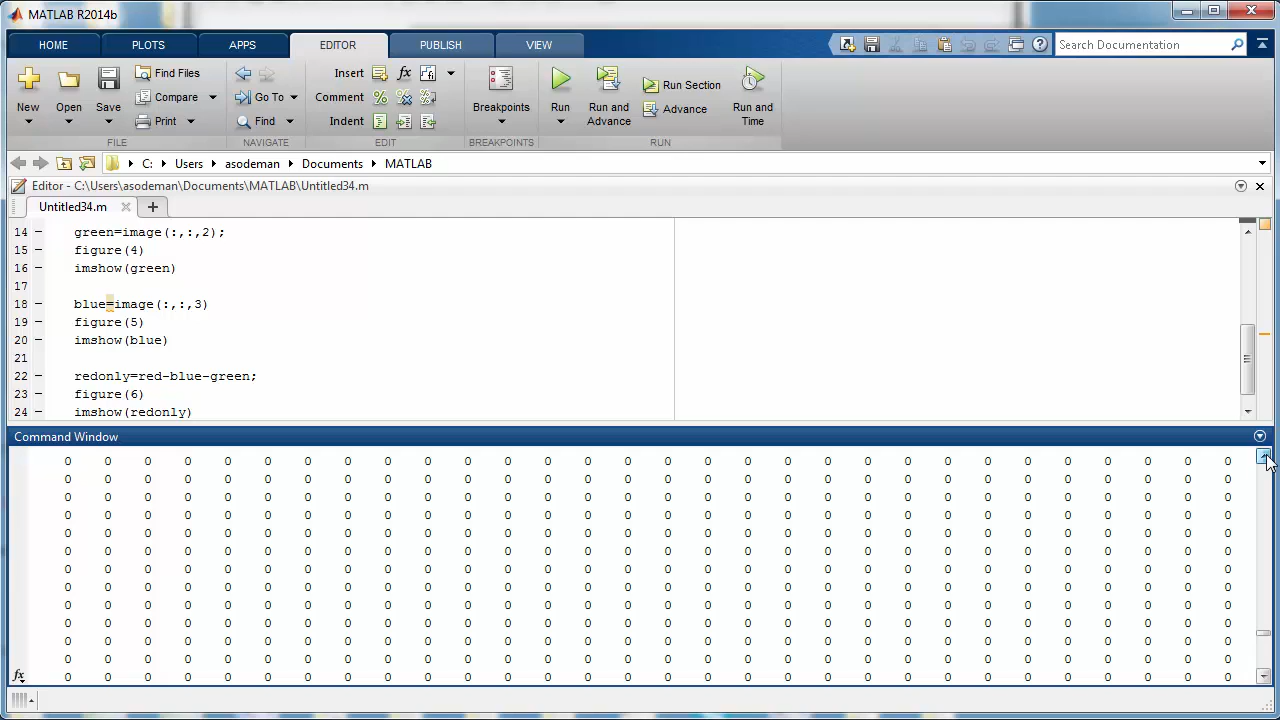 MATLAB R2014b
HOME PLOTS APPS EDITOR PUBLISH VIEW Search Documentation
New Open Save Find Files Compare Print Go To Find Insert fx Comment % Indent Breakpoints Run Run and Advance Run Section Advance Run and Time
FILE NAVIGATE EDIT BREAKPOINTS RUN
C: Users asodeman Documents MATLAB
Editor - C:\Users\asodeman\Documents\MATLAB\Untitled34.m
Untitled34.m
14 – green=image(:,:,2);
15 – figure(4)
16 – imshow(green)
17
18 – blue=image(:,:,3)
19 – figure(5)
20 – imshow(blue)
21
22 – redonly=red-blue-green;
23 – figure(6)
24 – imshow(redonly)
Command Window
0 0 0 0 0 0 0 0 0 0 0 0 0 0 0 0 0 0 0 0 0 0 0 0 0 0 0 0 0 0
0 0 0 0 0 0 0 0 0 0 0 0 0 0 0 0 0 0 0 0 0 0 0 0 0 0 0 0 0 0
0 0 0 0 0 0 0 0 0 0 0 0 0 0 0 0 0 0 0 0 0 0 0 0 0 0 0 0 0 0
0 0 0 0 0 0 0 0 0 0 0 0 0 0 0 0 0 0 0 0 0 0 0 0 0 0 0 0 0 0
0 0 0 0 0 0 0 0 0 0 0 0 0 0 0 0 0 0 0 0 0 0 0 0 0 0 0 0 0 0
0 0 0 0 0 0 0 0 0 0 0 0 0 0 0 0 0 0 0 0 0 0 0 0 0 0 0 0 0 0
0 0 0 0 0 0 0 0 0 0 0 0 0 0 0 0 0 0 0 0 0 0 0 0 0 0 0 0 0 0
0 0 0 0 0 0 0 0 0 0 0 0 0 0 0 0 0 0 0 0 0 0 0 0 0 0 0 0 0 0
0 0 0 0 0 0 0 0 0 0 0 0 0 0 0 0 0 0 0 0 0 0 0 0 0 0 0 0 0 0
0 0 0 0 0 0 0 0 0 0 0 0 0 0 0 0 0 0 0 0 0 0 0 0 0 0 0 0 0 0
0 0 0 0 0 0 0 0 0 0 0 0 0 0 0 0 0 0 0 0 0 0 0 0 0 0 0 0 0 0
0 0 0 0 0 0 0 0 0 0 0 0 0 0 0 0 0 0 0 0 0 0 0 0 0 0 0 0 0 0
fx 0 0 0 0 0 0 0 0 0 0 0 0 0 0 0 0 0 0 0 0 0 0 0 0 0 0 0 0 0 0